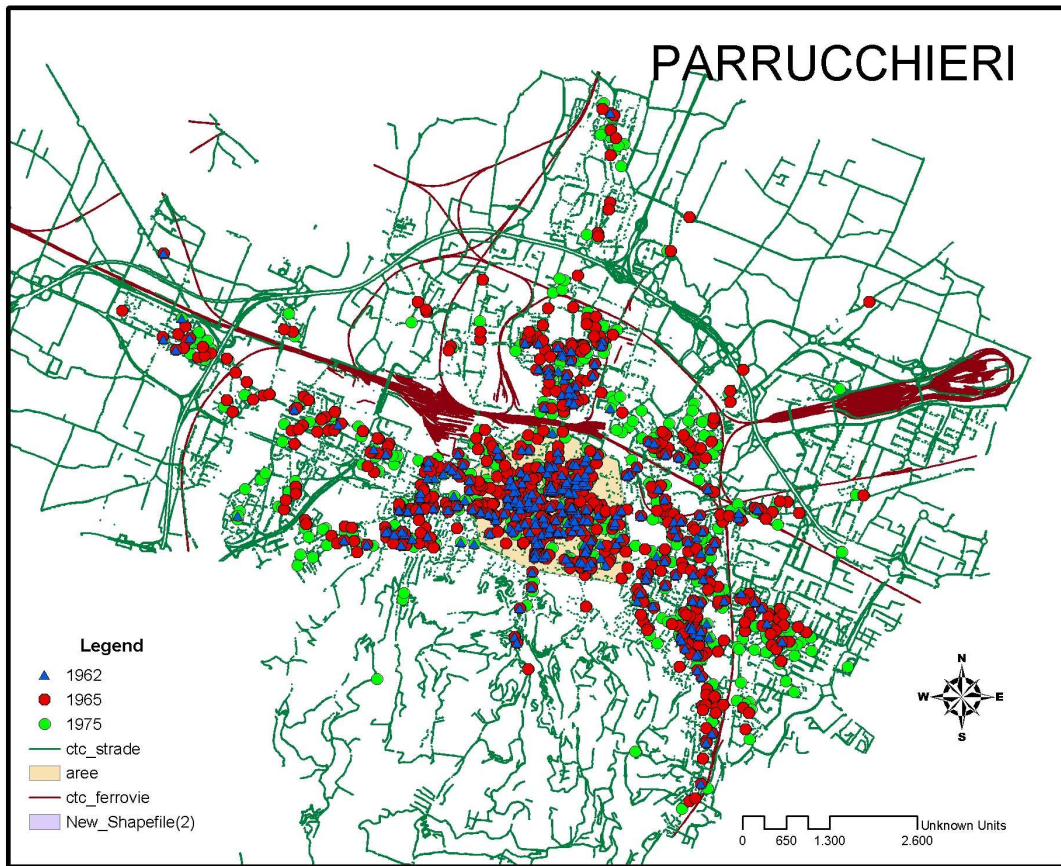 PARRUCCHIERI
Legend
1962
1965
1975
ctc_strade
aree
ctc_ferrovie
New_Shapefile(2)
N
W E
S
Unknown Units
0 650 1.300 2.600